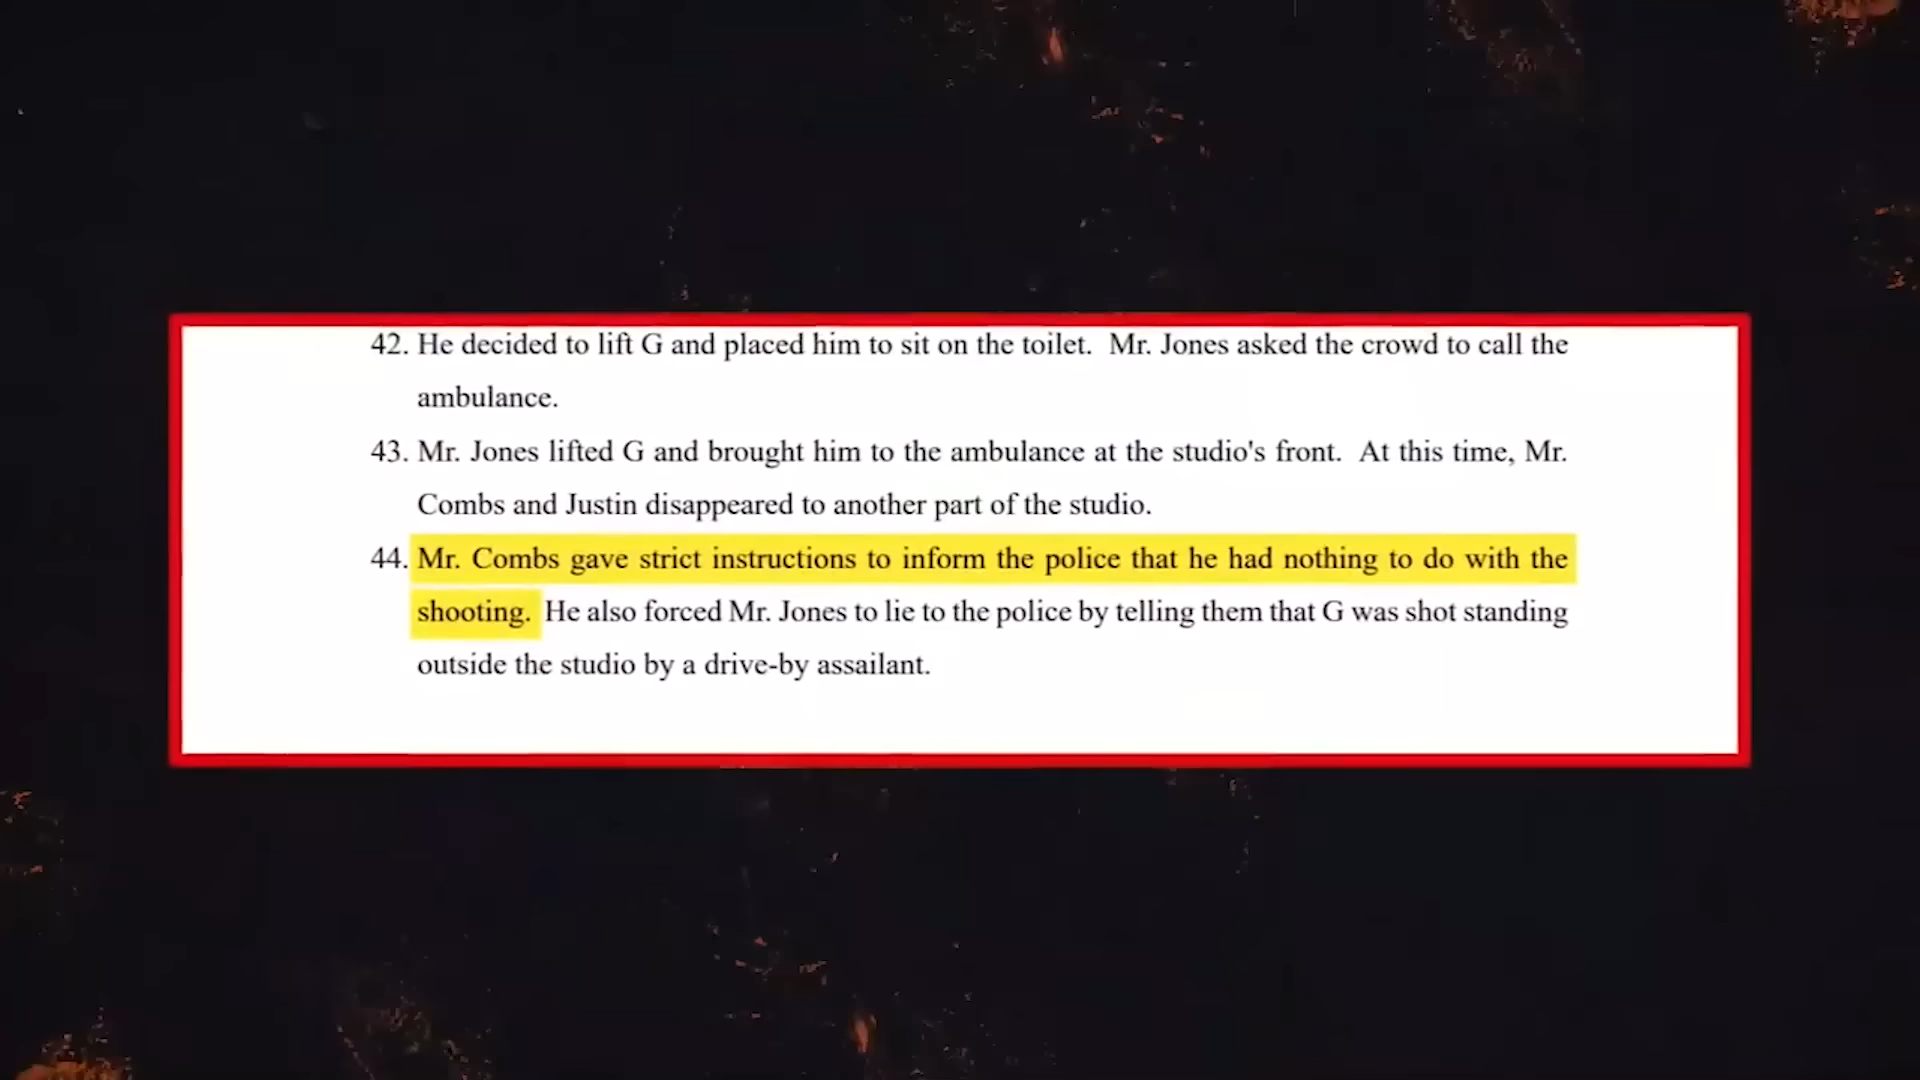 42. He decided to lift G and placed him to sit on the toilet. Mr. Jones asked the crowd to call the
ambulance.
43. Mr. Jones lifted G and brought him to the ambulance at the studio's front. At this time, Mr.
Combs and Justin disappeared to another part of the studio.
44. Mr. Combs gave strict instructions to inform the police that he had nothing to do with the
shooting. He also forced Mr. Jones to lie to the police by telling them that G was shot standing
outside the studio by a drive-by assailant.